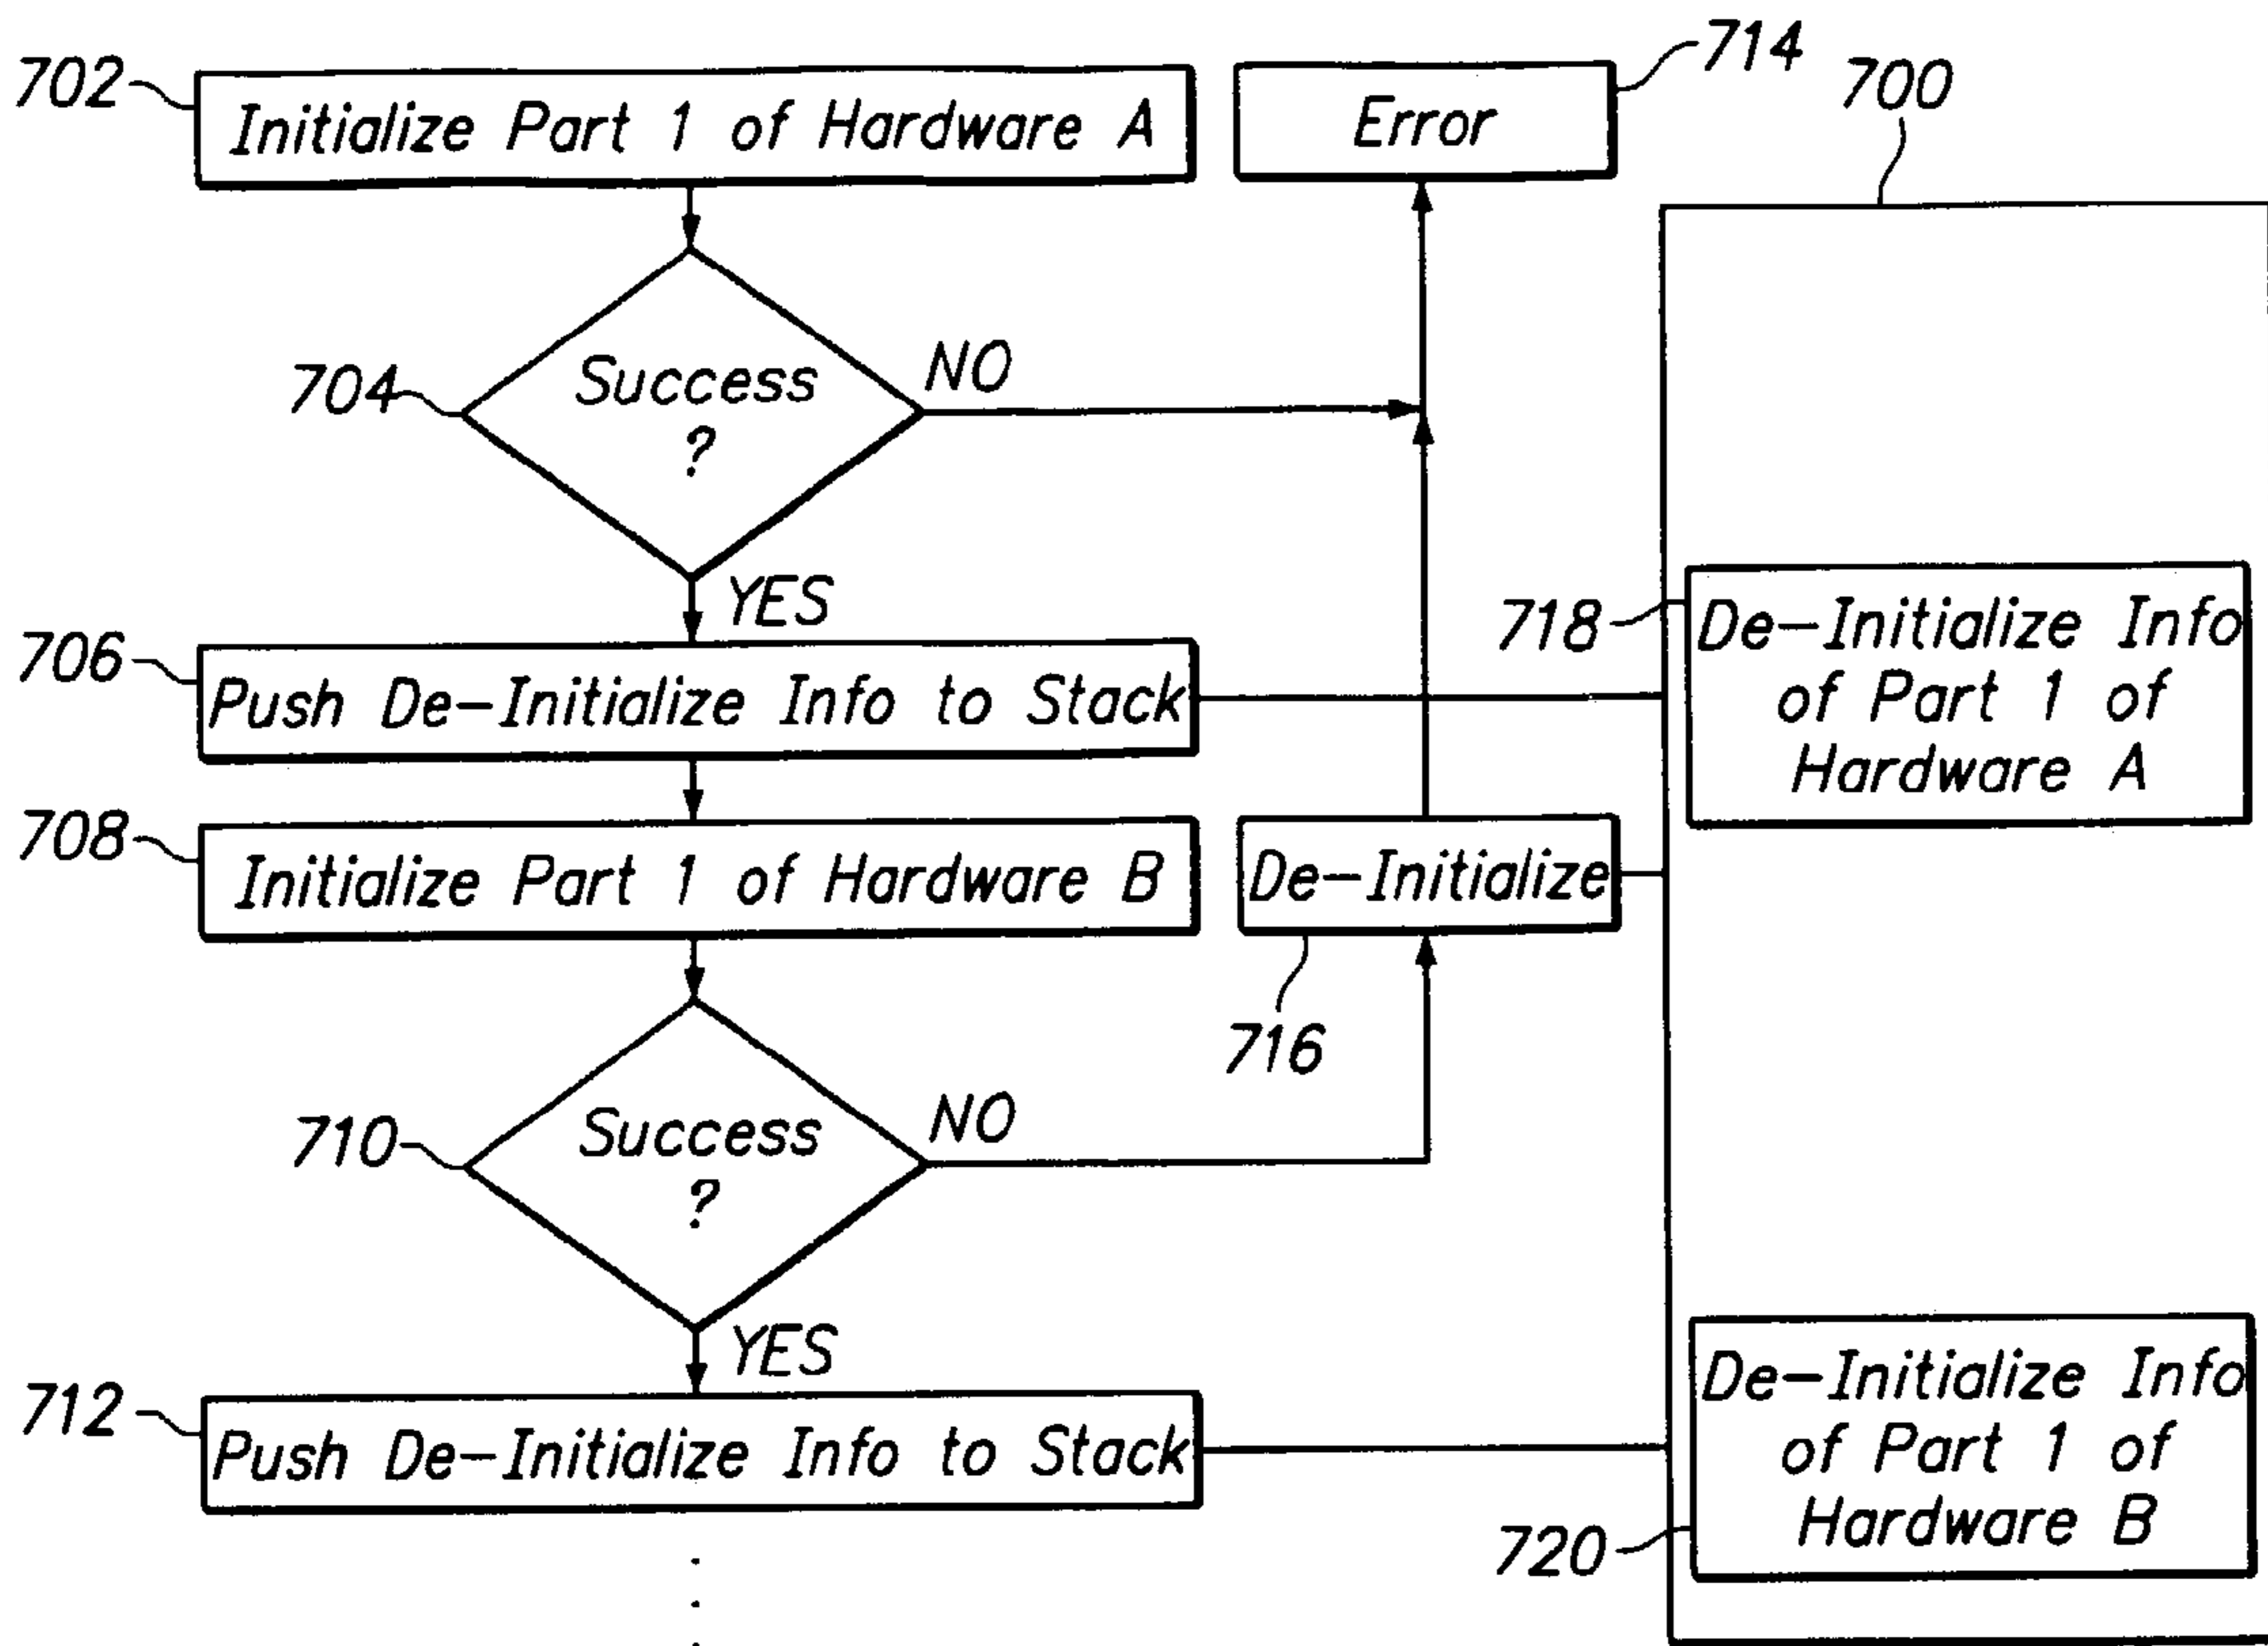 702
Initialize Part 1 of Hardware A
Error
714
700
704
Success
?
NO
YES
706
Push De-Initialize Info to Stack
718
De-Initialize Info
of Part 1 of
Hardware A
708
Initialize Part 1 of Hardware B
De-Initialize
716
710
Success
?
NO
YES
712
Push De-Initialize Info to Stack
De-Initialize Info
of Part 1 of
Hardware B
720